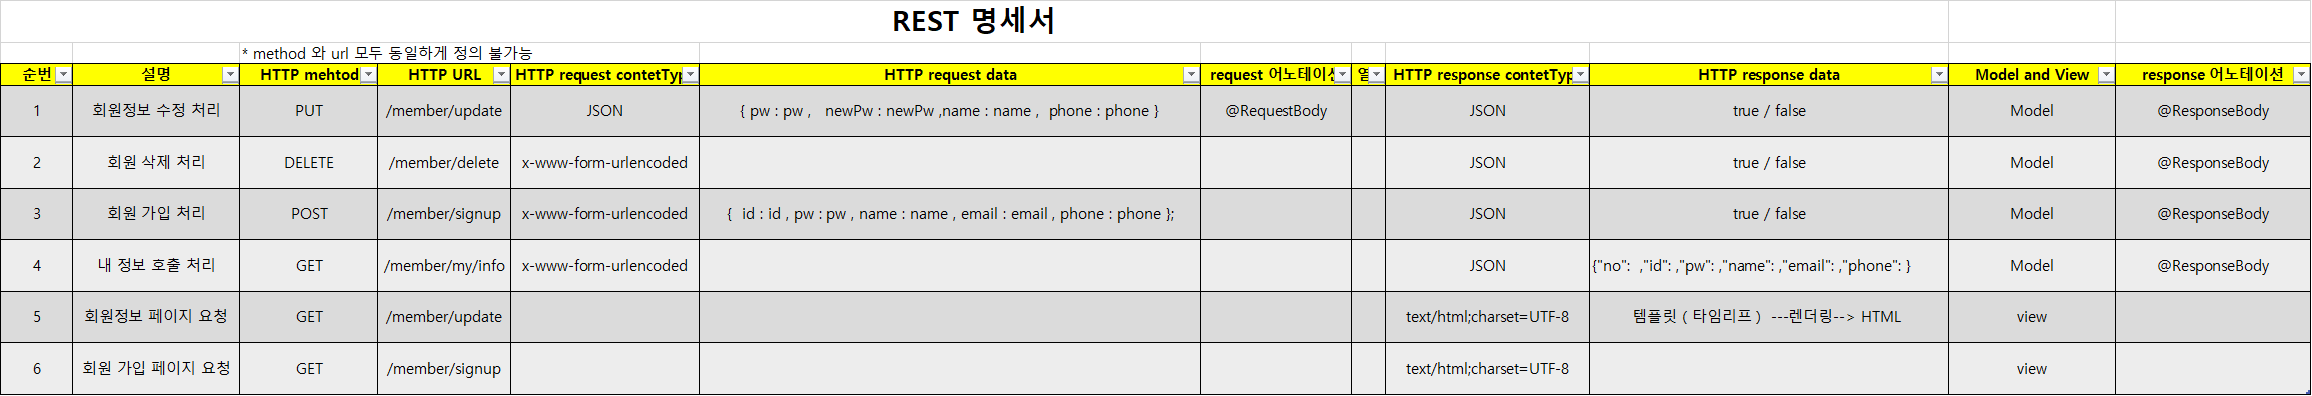 REST 명세서
* method 와 url 모두 동일하게 정의 불가능
순번 설명 HTTP mehtod HTTP URL HTTP request contetTyp HTTP request data request 어노테이션 열 HTTP response contetTyp HTTP response data Model and View response 어노테이션
1 회원정보 수정 처리 PUT /member/update JSON { pw : pw , newPw : newPw ,name : name , phone : phone } @RequestBody JSON true / false Model @ResponseBody
2 회원 삭제 처리 DELETE /member/delete x-www-form-urlencoded JSON true / false Model @ResponseBody
3 회원 가입 처리 POST /member/signup x-www-form-urlencoded { id : id , pw : pw , name : name , email : email , phone : phone }; JSON true / false Model @ResponseBody
4 내 정보 호출 처리 GET /member/my/info x-www-form-urlencoded JSON {"no": ,"id": ,"pw": ,"name": ,"email": ,"phone": } Model @ResponseBody
5 회원정보 페이지 요청 GET /member/update text/html;charset=UTF-8 템플릿 ( 타임리프 ) ---렌더링--> HTML view
6 회원 가입 페이지 요청 GET /member/signup text/html;charset=UTF-8 view